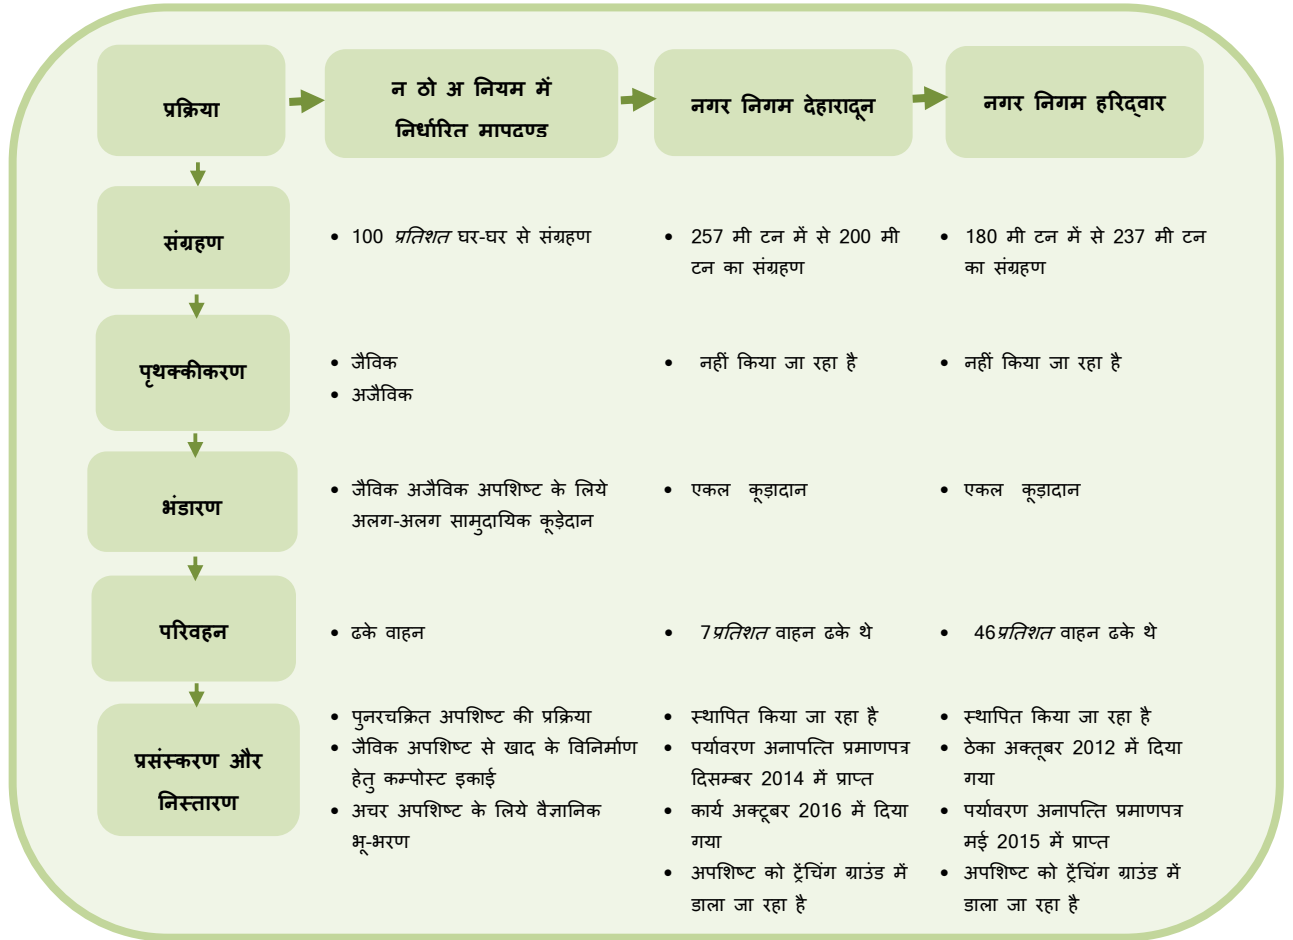 प्रक्रिया
न ठो अ नियम में
निर्धारित मापदण्ड
नगर निगम देहारादून
नगर निगम हरिद्वार
संग्रहण
• 100 प्रतिशत घर-घर से संग्रहण
• 257 मी टन में से 200 मी
टन का संग्रहण
• 180 मी टन में से 237 मी टन
का संग्रहण
पृथक्कीकरण
• जैविक
• अजैविक
• नहीं किया जा रहा है
• नहीं किया जा रहा है
भंडारण
• जैविक अजैविक अपशिष्ट के लिये
अलग-अलग सामुदायिक कूड़ेदान
• एकल कूड़ादान
• एकल कूड़ादान
परिवहन
• ढके वाहन
• 7प्रतिशत वाहन ढके थे
• 46प्रतिशत वाहन ढके थे
प्रसंस्करण और
निस्तारण
• पुनरचक्रित अपशिष्ट की प्रक्रिया
• जैविक अपशिष्ट से खाद के विनिर्माण
हेतु कम्पोस्ट इकाई
• अचर अपशिष्ट के लिये वैज्ञानिक
भू-भरण
• स्थापित किया जा रहा है
• पर्यावरण अनापत्ति प्रमाणपत्र
दिसम्बर 2014 में प्राप्त
• कार्य अक्टूबर 2016 में दिया
गया
• अपशिष्ट को ट्रेंचिंग ग्राउंड में
डाला जा रहा है
• स्थापित किया जा रहा है
• ठेका अक्तूबर 2012 में दिया
गया
• पर्यावरण अनापत्ति प्रमाणपत्र
मई 2015 में प्राप्त
• अपशिष्ट को ट्रेंचिंग ग्राउंड में
डाला जा रहा है